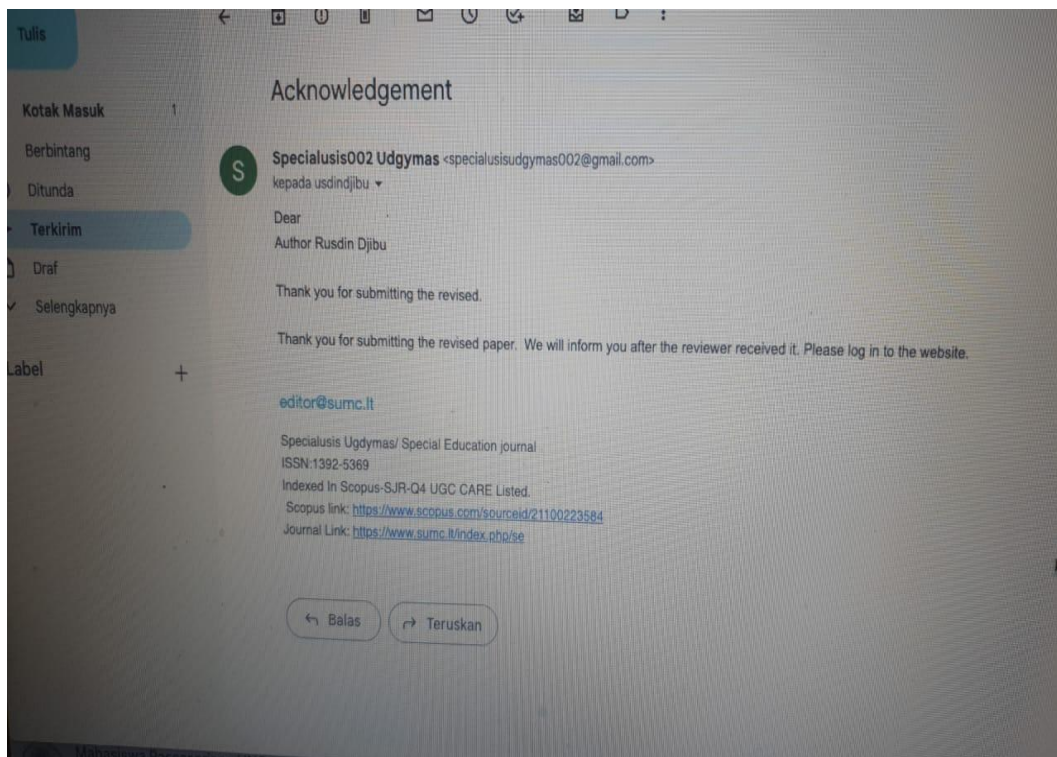 Tulis
Kotak Masuk 1
Berbintang
Ditunda
Terkirim
Draf
Selengkapnya
Label +
Acknowledgement
S
Specialusis002 Udgymas <specialusisudgymas002@gmail.com>
kepada usdindjibu
Dear
Author Rusdin Djibu
Thank you for submitting the revised.
Thank you for submitting the revised paper. We will inform you after the reviewer received it. Please log in to the website.
editor@sumc.lt
Specialusis Ugdymas/ Special Education journal
ISSN:1392-5369
Indexed In Scopus-SJR-Q4 UGC CARE Listed.
Scopus link: https://www.scopus.com/sourceid/21100223584
Journal Link: https://www.sumc.lt/index.php/se
Balas
Teruskan